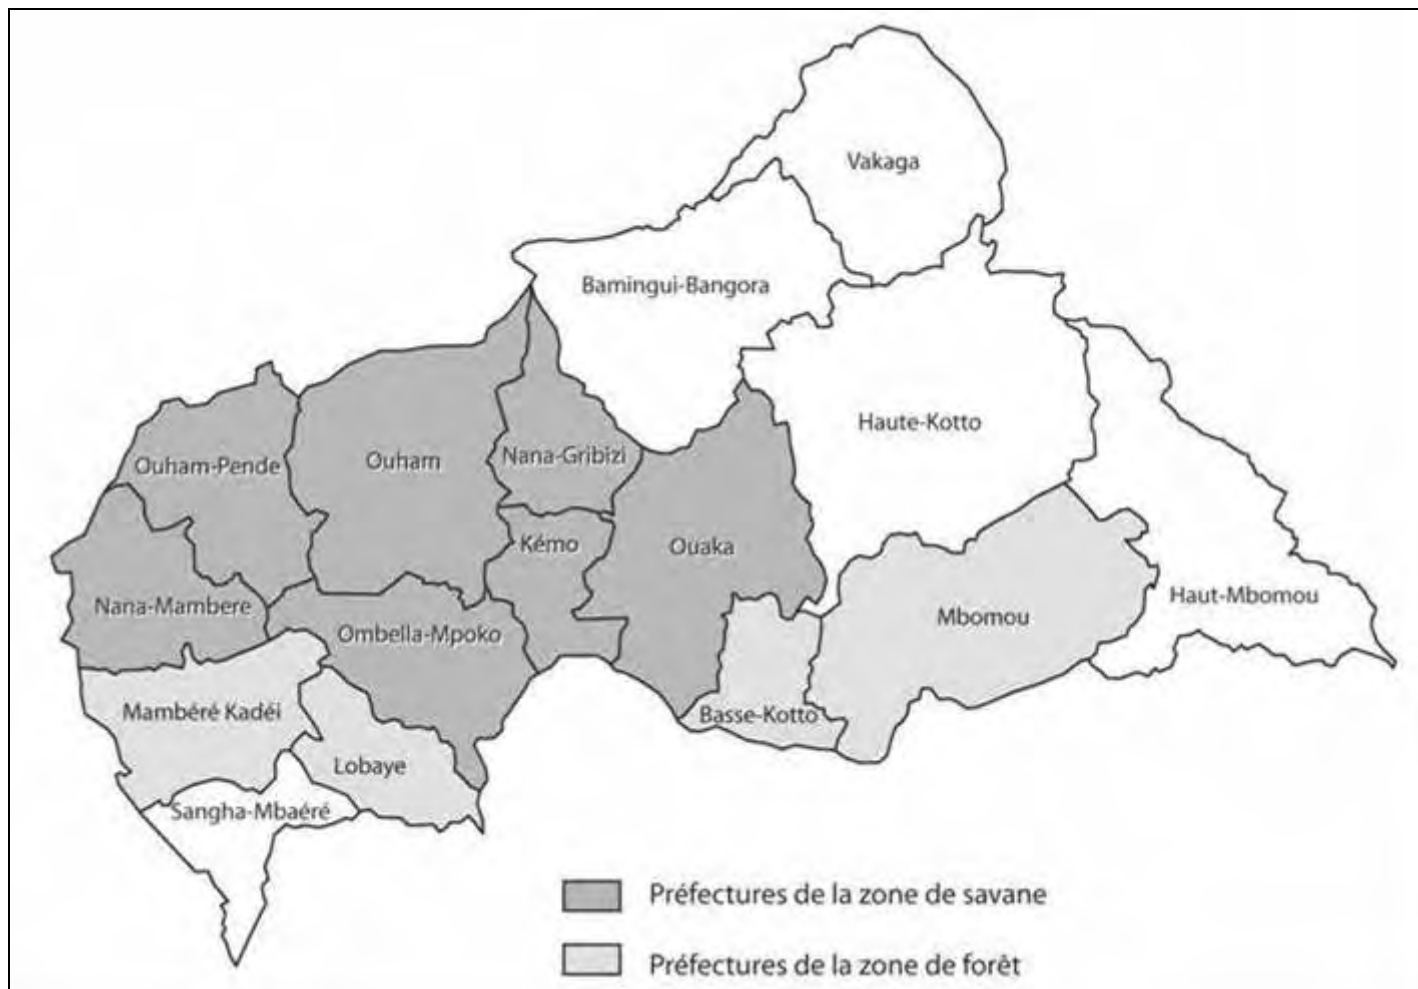 Vakaga
Bamingui-Bangora
Haute-Kotto
Ouham-Pende
Ouham
Nana-Gribizi
Kémo
Ouaka
Nana-Mambere
Ombella-Mpoko
Mbomou
Haut-Mbomou
Mambéré Kadéi
Basse-Kotto
Lobaye
Sangha-Mbaéré
Préfectures de la zone de savane
Préfectures de la zone de forêt